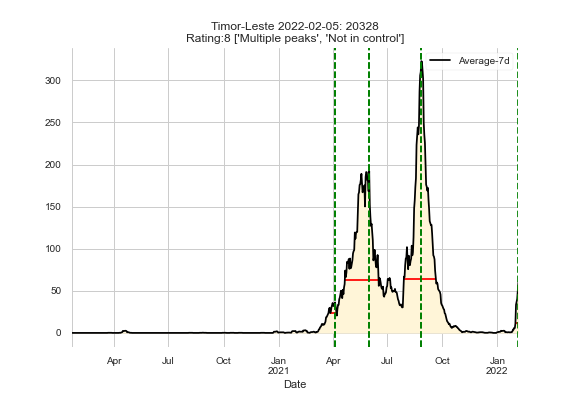 Timor-Leste 2022-02-05: 20328
Rating:8 ['Multiple peaks', 'Not in control']
Average-7d
300
250
200
150
100
50
0
Apr
Jul
Oct
Jan
2021
Apr
Jul
Oct
Jan
2022
Date